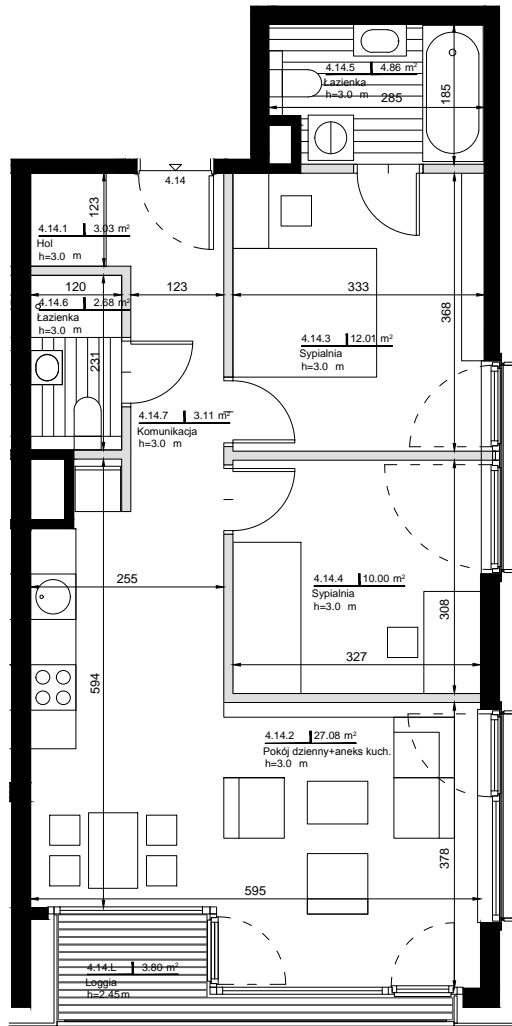 4.14.5 4.86 m²
Łazienka
h=3.0 m
285
185
4.14
123
4.14.1 3.03 m²
Hol
h=3.0 m
120
123
333
4.14.6 2.68 m²
Łazienka
h=3.0 m
368
4.14.3 12.01 m²
Sypialnia
h=3.0 m
231
4.14.7 3.11 m²
Komunikacja
h=3.0 m
255
4.14.4 10.00 m²
Sypialnia
h=3.0 m
308
327
594
4.14.2 27.08 m²
Pokój dzienny+aneks kuch.
h=3.0 m
378
595
4.14.L 3.80 m²
Loggia
h=2.45m